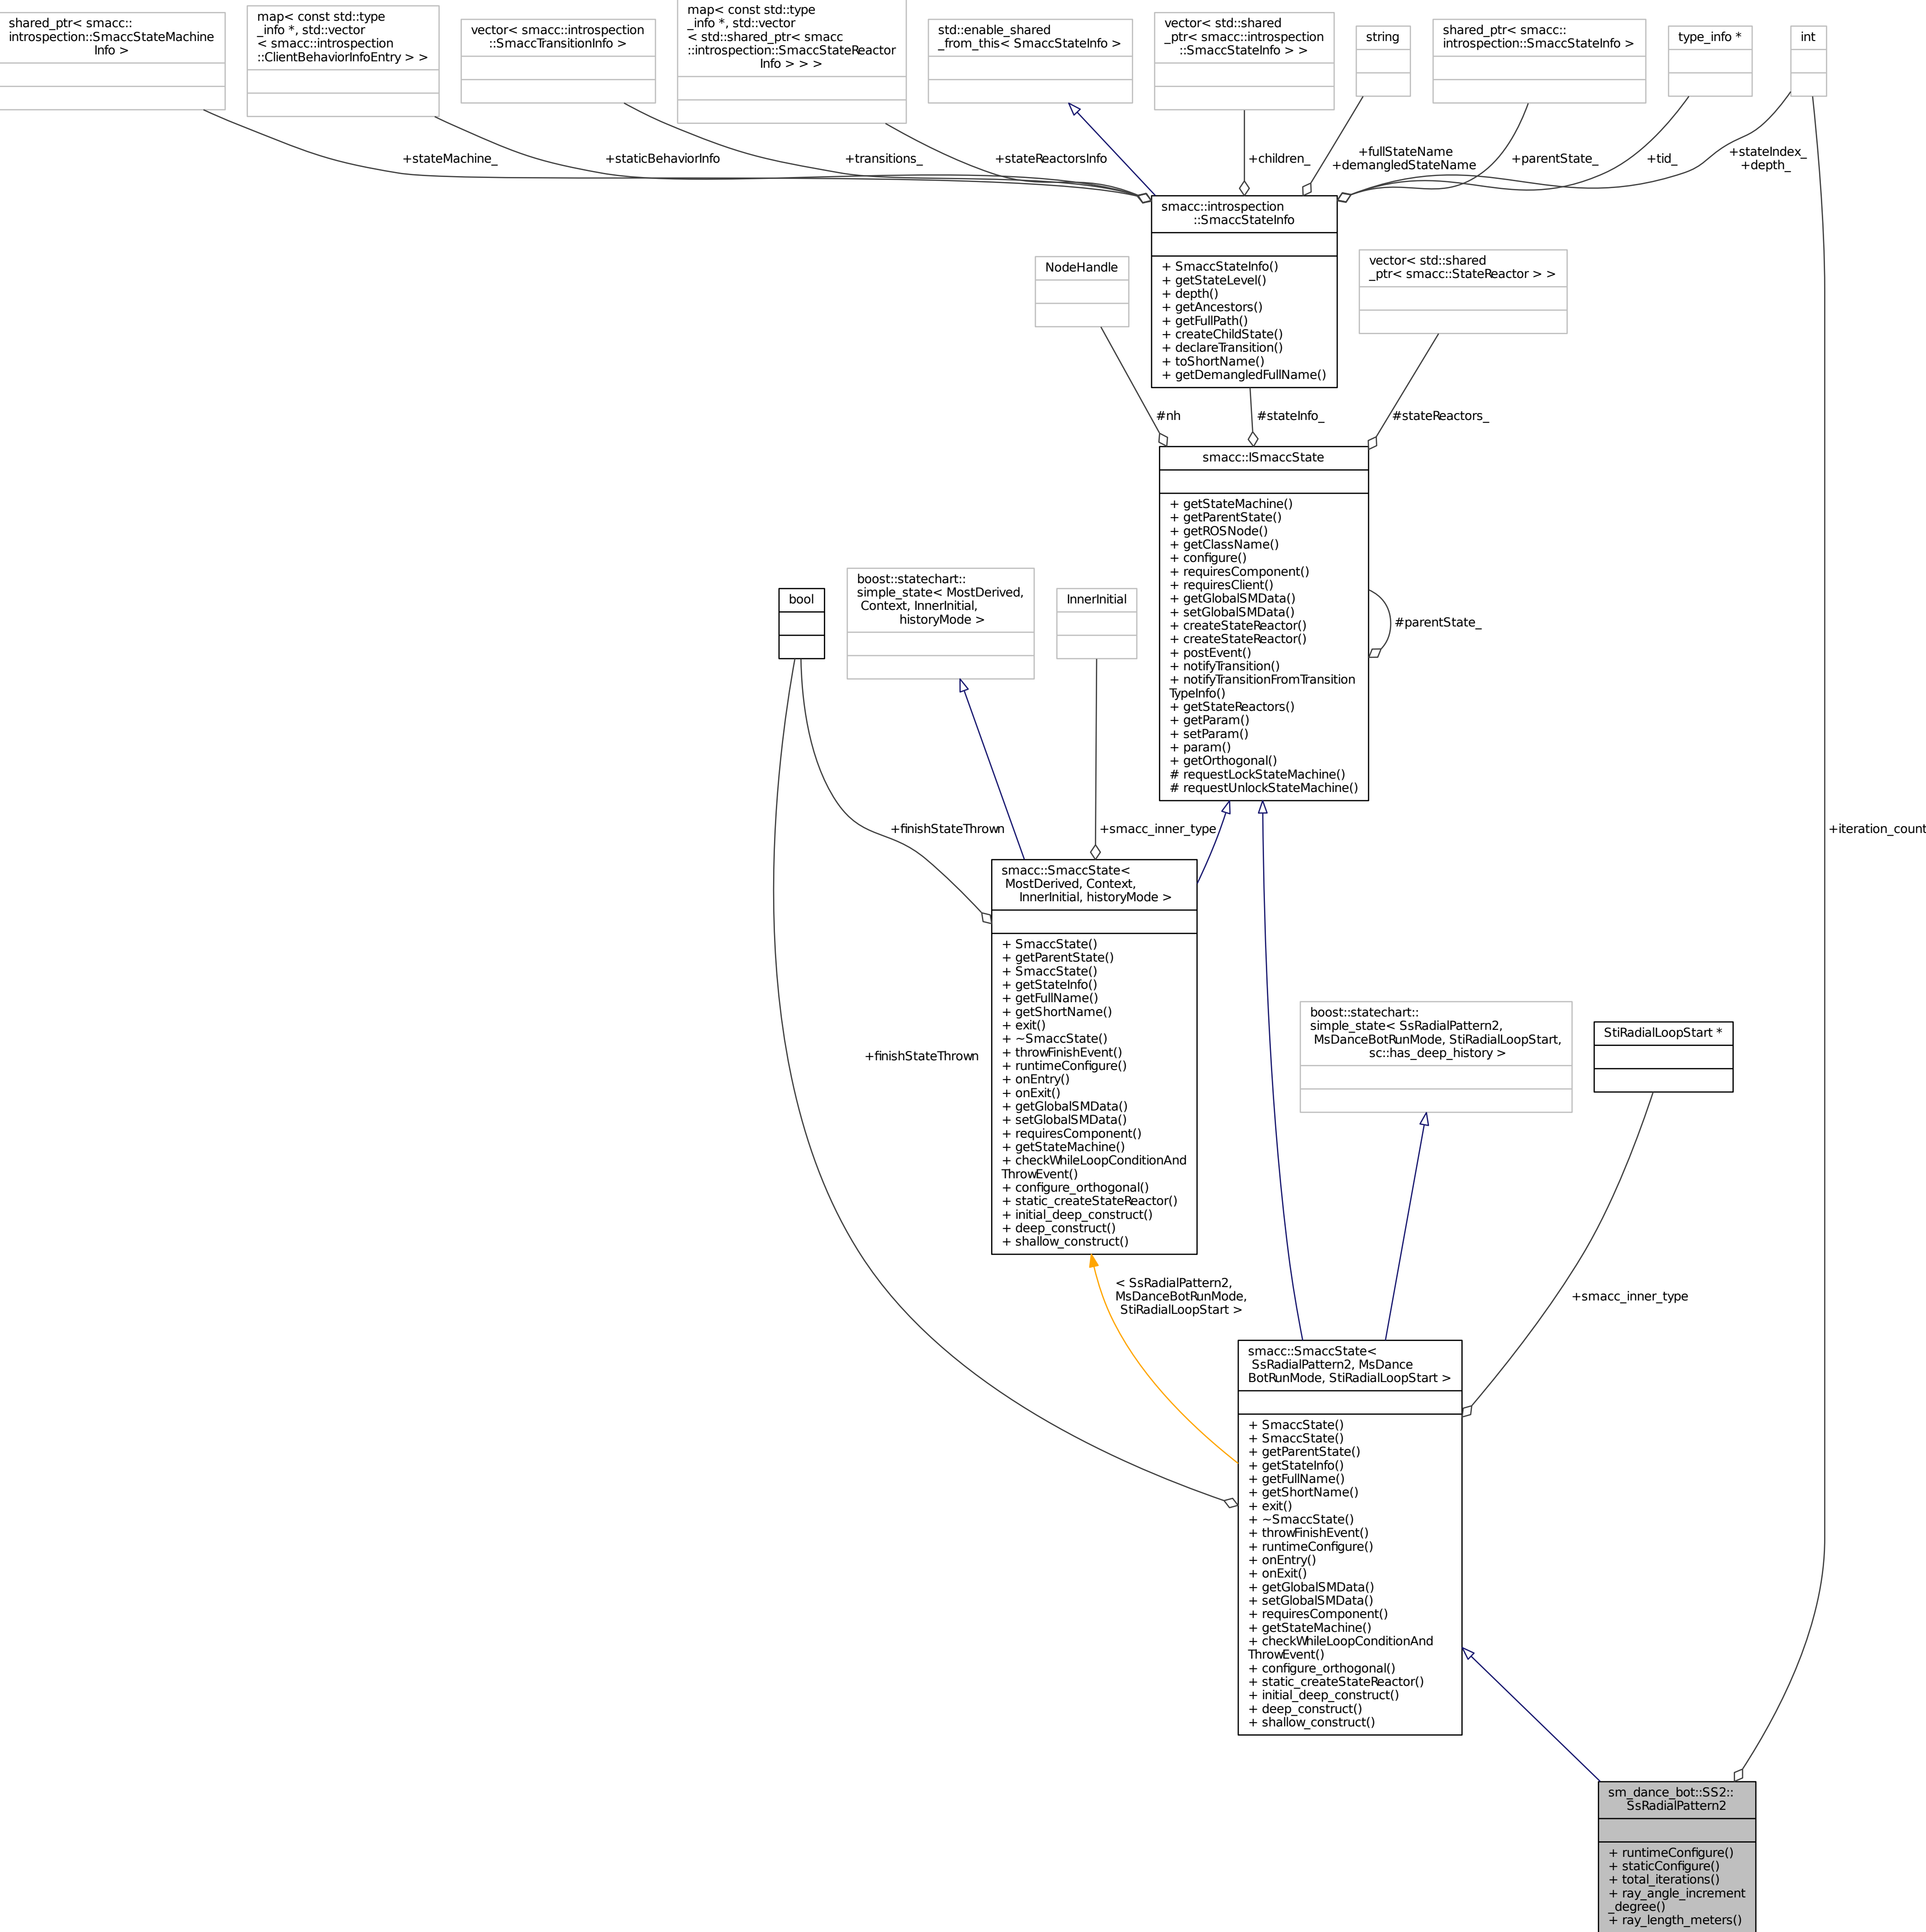 shared_ptr< smacc::
introspection::SmaccStateMachine
Info >
map< const std::type
_info *, std::vector
< smacc::introspection
::ClientBehaviorInfoEntry > >
vector< smacc::introspection
::SmaccTransitionInfo >
map< const std::type
_info *, std::vector
< std::shared_ptr< smacc
::introspection::SmaccStateReactor
Info > > >
std::enable_shared
_from_this< SmaccStateInfo >
vector< std::shared
_ptr< smacc::introspection
::SmaccStateInfo > >
string
shared_ptr< smacc::
introspection::SmaccStateInfo >
type_info *
int
+stateMachine_
+staticBehaviorInfo
+transitions_
+stateReactorsInfo
+children_
+fullStateName
+demangledStateName
+parentState_
+tid_
+stateIndex_
+depth_
smacc::introspection
::SmaccStateInfo
+ SmaccStateInfo()
+ getStateLevel()
+ depth()
+ getAncestors()
+ getFullPath()
+ createChildState()
+ declareTransition()
+ toShortName()
+ getDemangledFullName()
NodeHandle
vector< std::shared
_ptr< smacc::StateReactor > >
#nh
#stateInfo_
#stateReactors_
smacc::ISmaccState
+ getStateMachine()
+ getParentState()
+ getROSNode()
+ getClassName()
+ configure()
+ requiresComponent()
+ requiresClient()
+ getGlobalSMData()
+ setGlobalSMData()
+ createStateReactor()
+ createStateReactor()
+ postEvent()
+ notifyTransition()
+ notifyTransitionFromTransition
TypeInfo()
+ getStateReactors()
+ getParam()
+ setParam()
+ param()
+ getOrthogonal()
# requestLockStateMachine()
# requestUnlockStateMachine()
#parentState_
bool
boost::statechart::
simple_state< MostDerived,
Context, InnerInitial,
historyMode >
InnerInitial
+finishStateThrown
+smacc_inner_type
+iteration_count
smacc::SmaccState<
MostDerived, Context,
InnerInitial, historyMode >
+ SmaccState()
+ getParentState()
+ SmaccState()
+ getStateInfo()
+ getFullName()
+ getShortName()
+ exit()
+ ~SmaccState()
+ throwFinishEvent()
+ runtimeConfigure()
+ onEntry()
+ onExit()
+ getGlobalSMData()
+ setGlobalSMData()
+ requiresComponent()
+ getStateMachine()
+ checkWhileLoopConditionAnd
ThrowEvent()
+ configure_orthogonal()
+ static_createStateReactor()
+ initial_deep_construct()
+ deep_construct()
+ shallow_construct()
+finishStateThrown
boost::statechart::
simple_state< SsRadialPattern2,
MsDanceBotRunMode, StiRadialLoopStart,
sc::has_deep_history >
StiRadialLoopStart *
< SsRadialPattern2,
MsDanceBotRunMode,
StiRadialLoopStart >
+smacc_inner_type
smacc::SmaccState<
SsRadialPattern2, MsDance
BotRunMode, StiRadialLoopStart >
+ SmaccState()
+ SmaccState()
+ getParentState()
+ getStateInfo()
+ getFullName()
+ getShortName()
+ exit()
+ ~SmaccState()
+ throwFinishEvent()
+ runtimeConfigure()
+ onEntry()
+ onExit()
+ getGlobalSMData()
+ setGlobalSMData()
+ requiresComponent()
+ getStateMachine()
+ checkWhileLoopConditionAnd
ThrowEvent()
+ configure_orthogonal()
+ static_createStateReactor()
+ initial_deep_construct()
+ deep_construct()
+ shallow_construct()
sm_dance_bot::SS2::
SsRadialPattern2
+ runtimeConfigure()
+ staticConfigure()
+ total_iterations()
+ ray_angle_increment
_degree()
+ ray_length_meters()